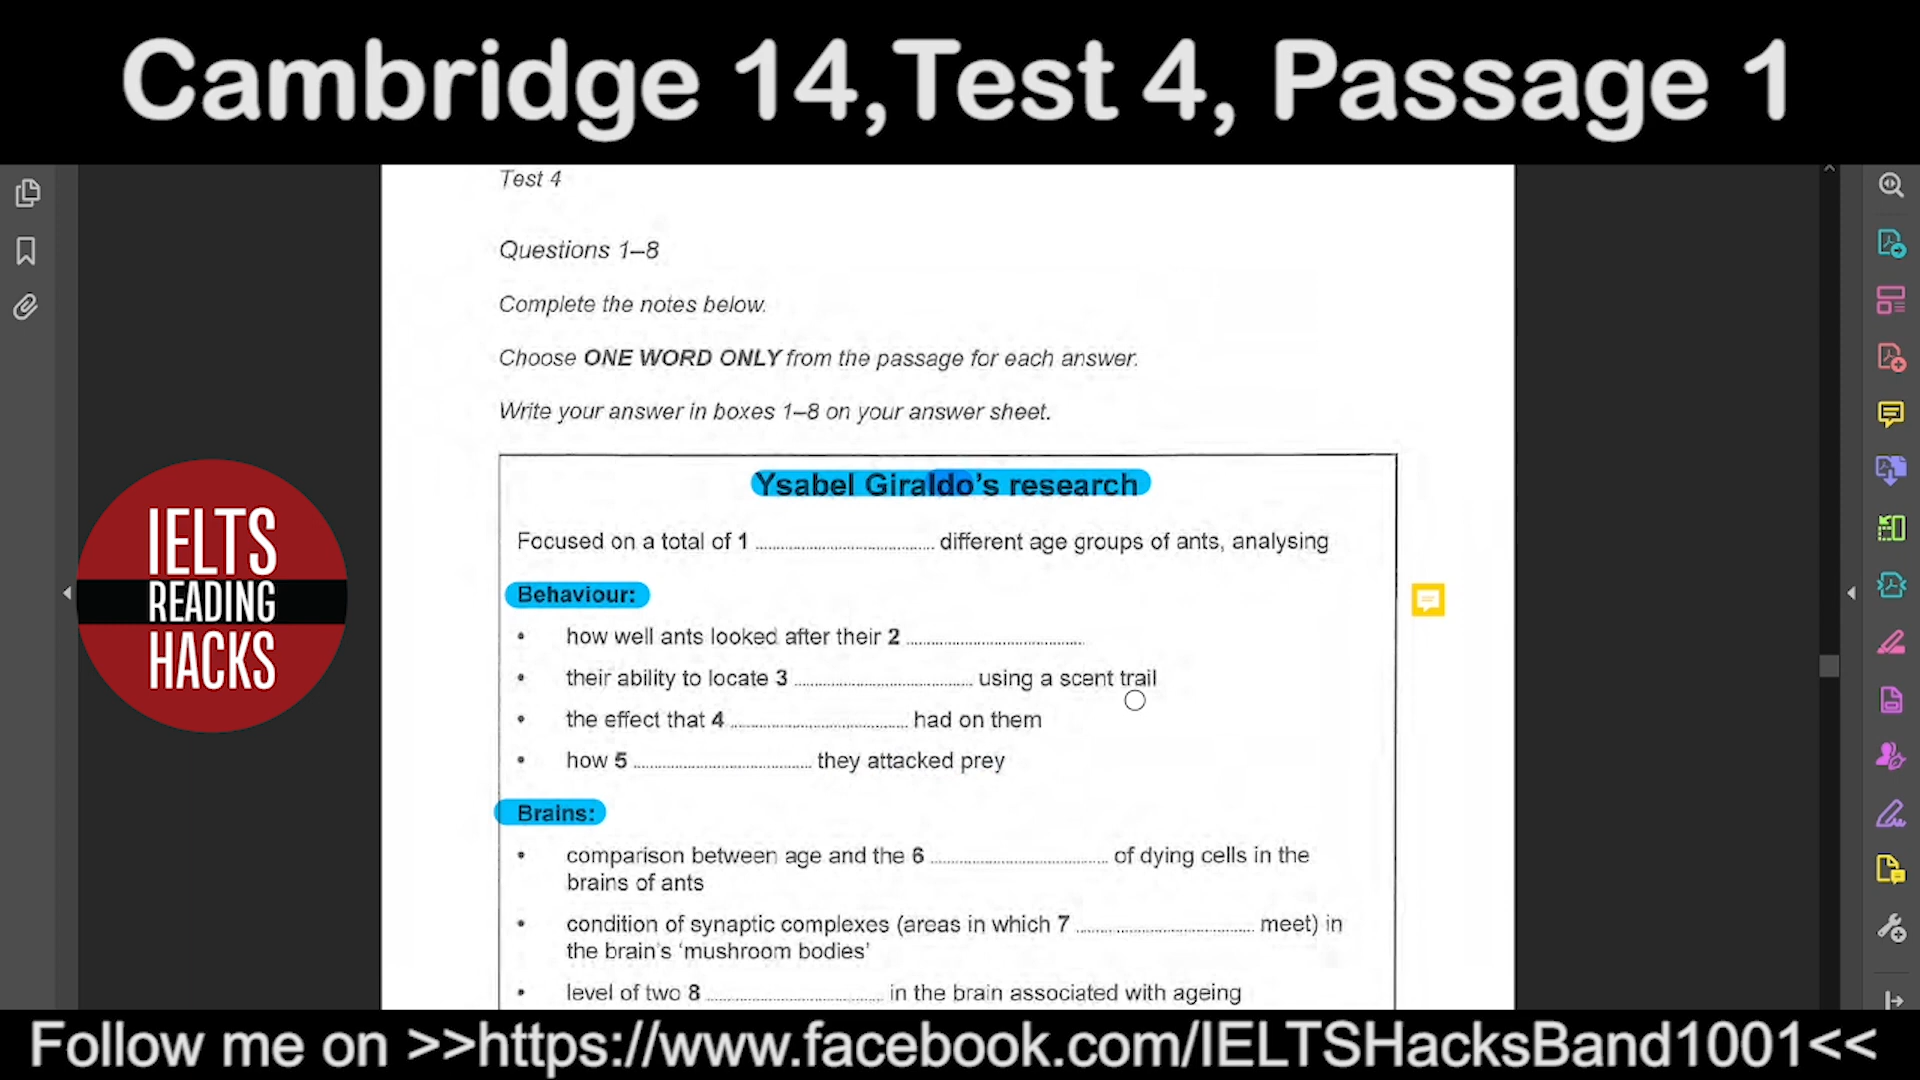 Cambridge 14,Test 4, Passage 1
Test 4
Questions 1–8
Complete the notes below.
Choose ONE WORD ONLY from the passage for each answer.
Write your answer in boxes 1–8 on your answer sheet.
Ysabel Giraldo's research
Focused on a total of 1 .............................. different age groups of ants, analysing
Behaviour:
• how well ants looked after their 2 ..............................
• their ability to locate 3 .............................. using a scent trail
• the effect that 4 .............................. had on them
• how 5 .............................. they attacked prey
Brains:
• comparison between age and the 6 .............................. of dying cells in the
brains of ants
• condition of synaptic complexes (areas in which 7 .............................. meet) in
the brain's 'mushroom bodies'
• level of two 8 .............................. in the brain associated with ageing
IELTS
READING
HACKS
Follow me on >>https://www.facebook.com/IELTSHacksBand1001<<